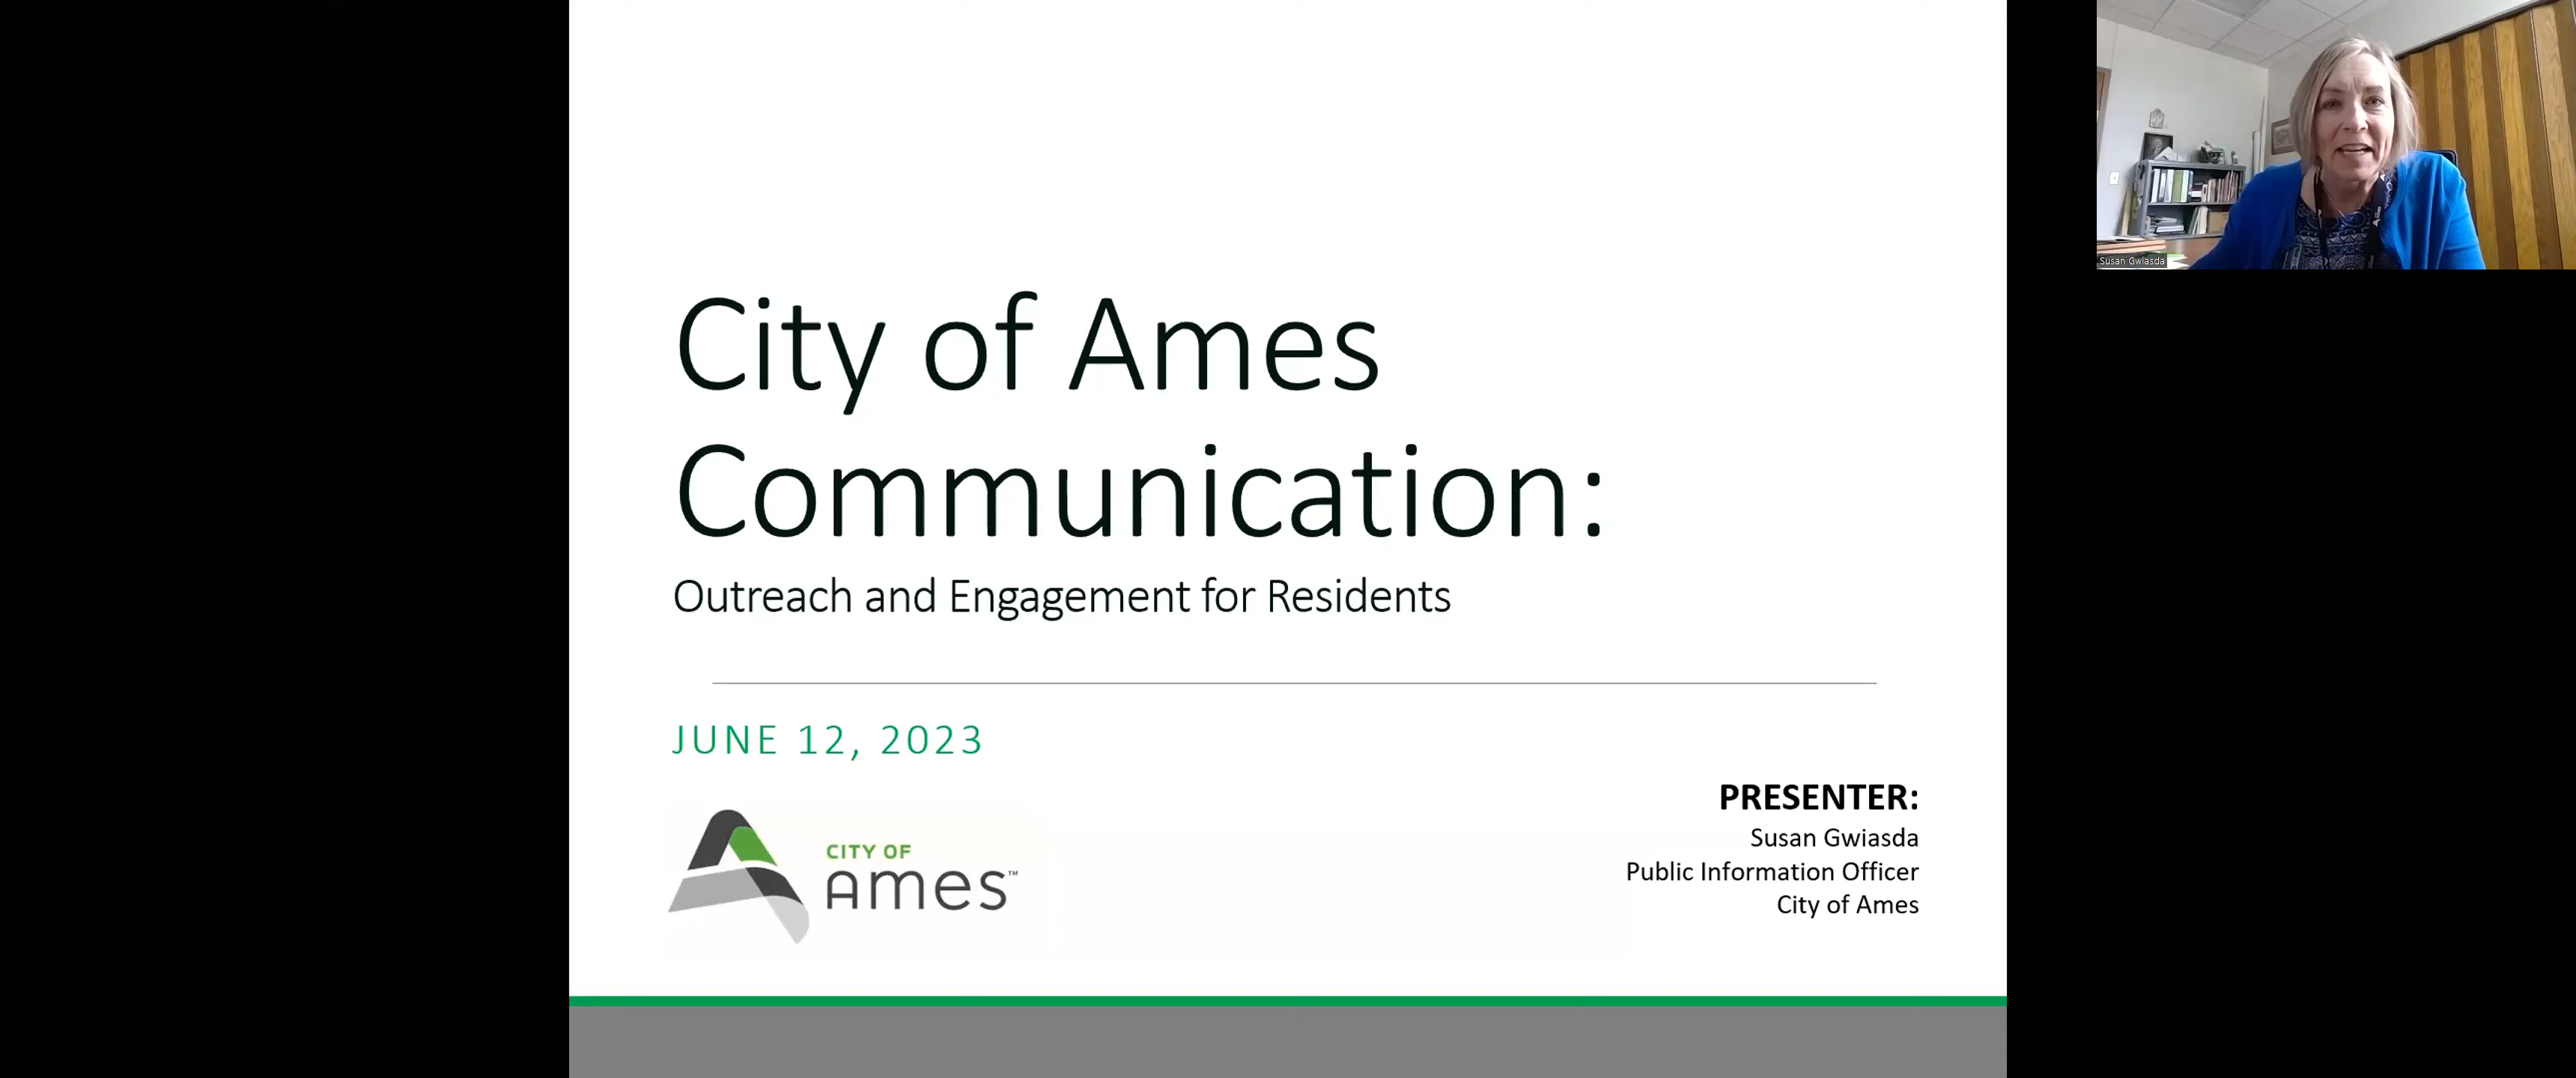 City of Ames
Communication:
Outreach and Engagement for Residents
JUNE 12, 2023
CITY OF
Ames™
PRESENTER:
Susan Gwiasda
Public Information Officer
City of Ames
Susan Gwiasda